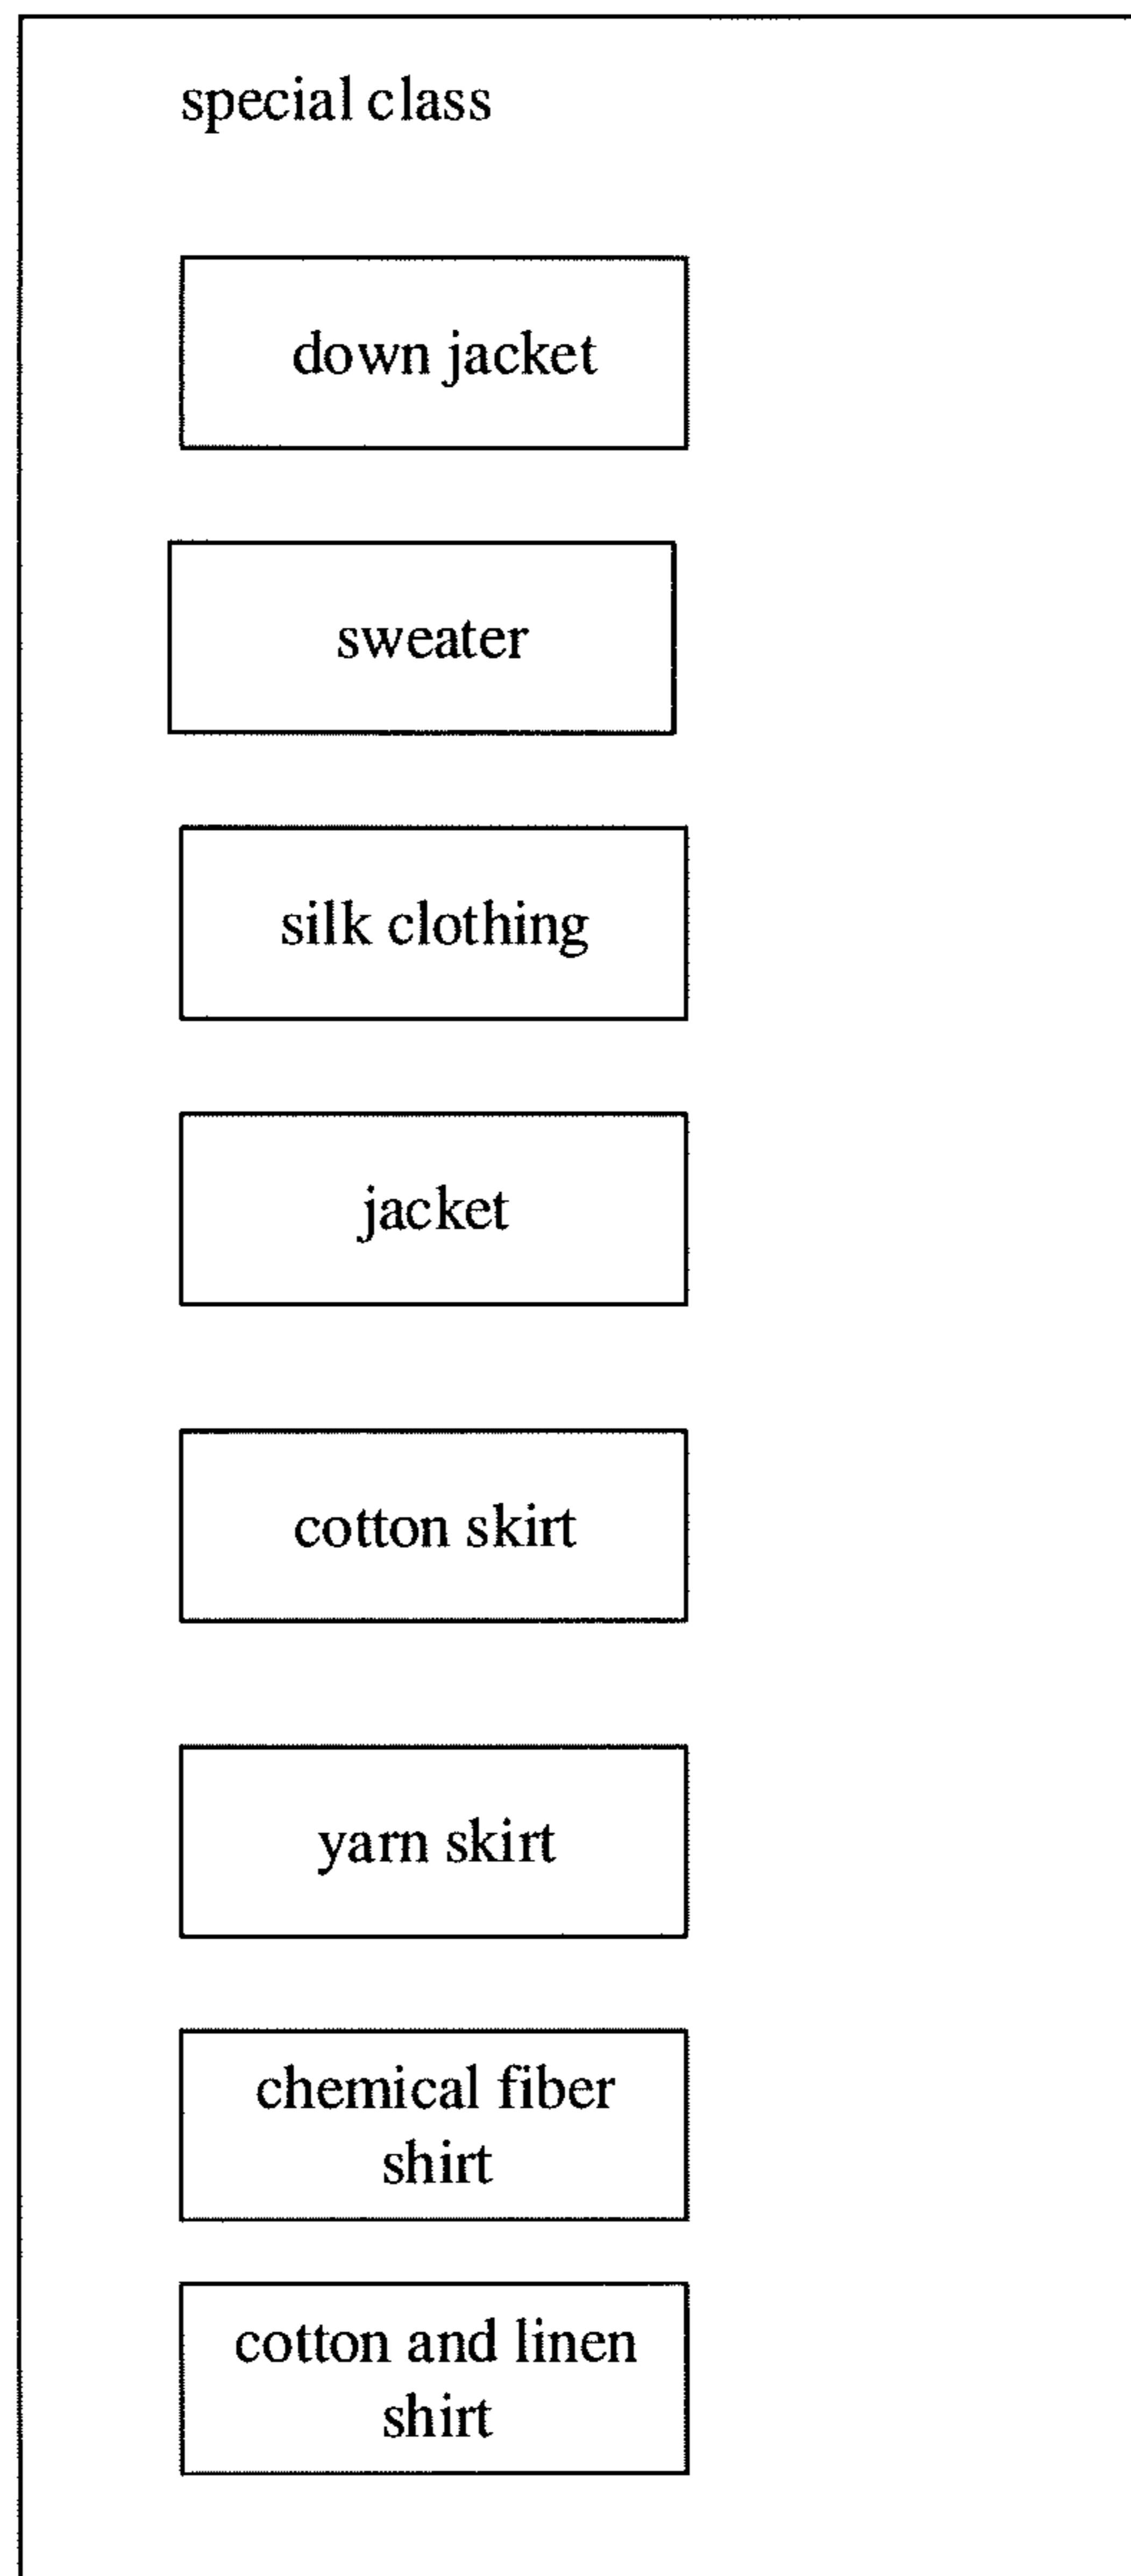 special class
down jacket
sweater
silk clothing
jacket
cotton skirt
yarn skirt
chemical fiber
shirt
cotton and linen
shirt